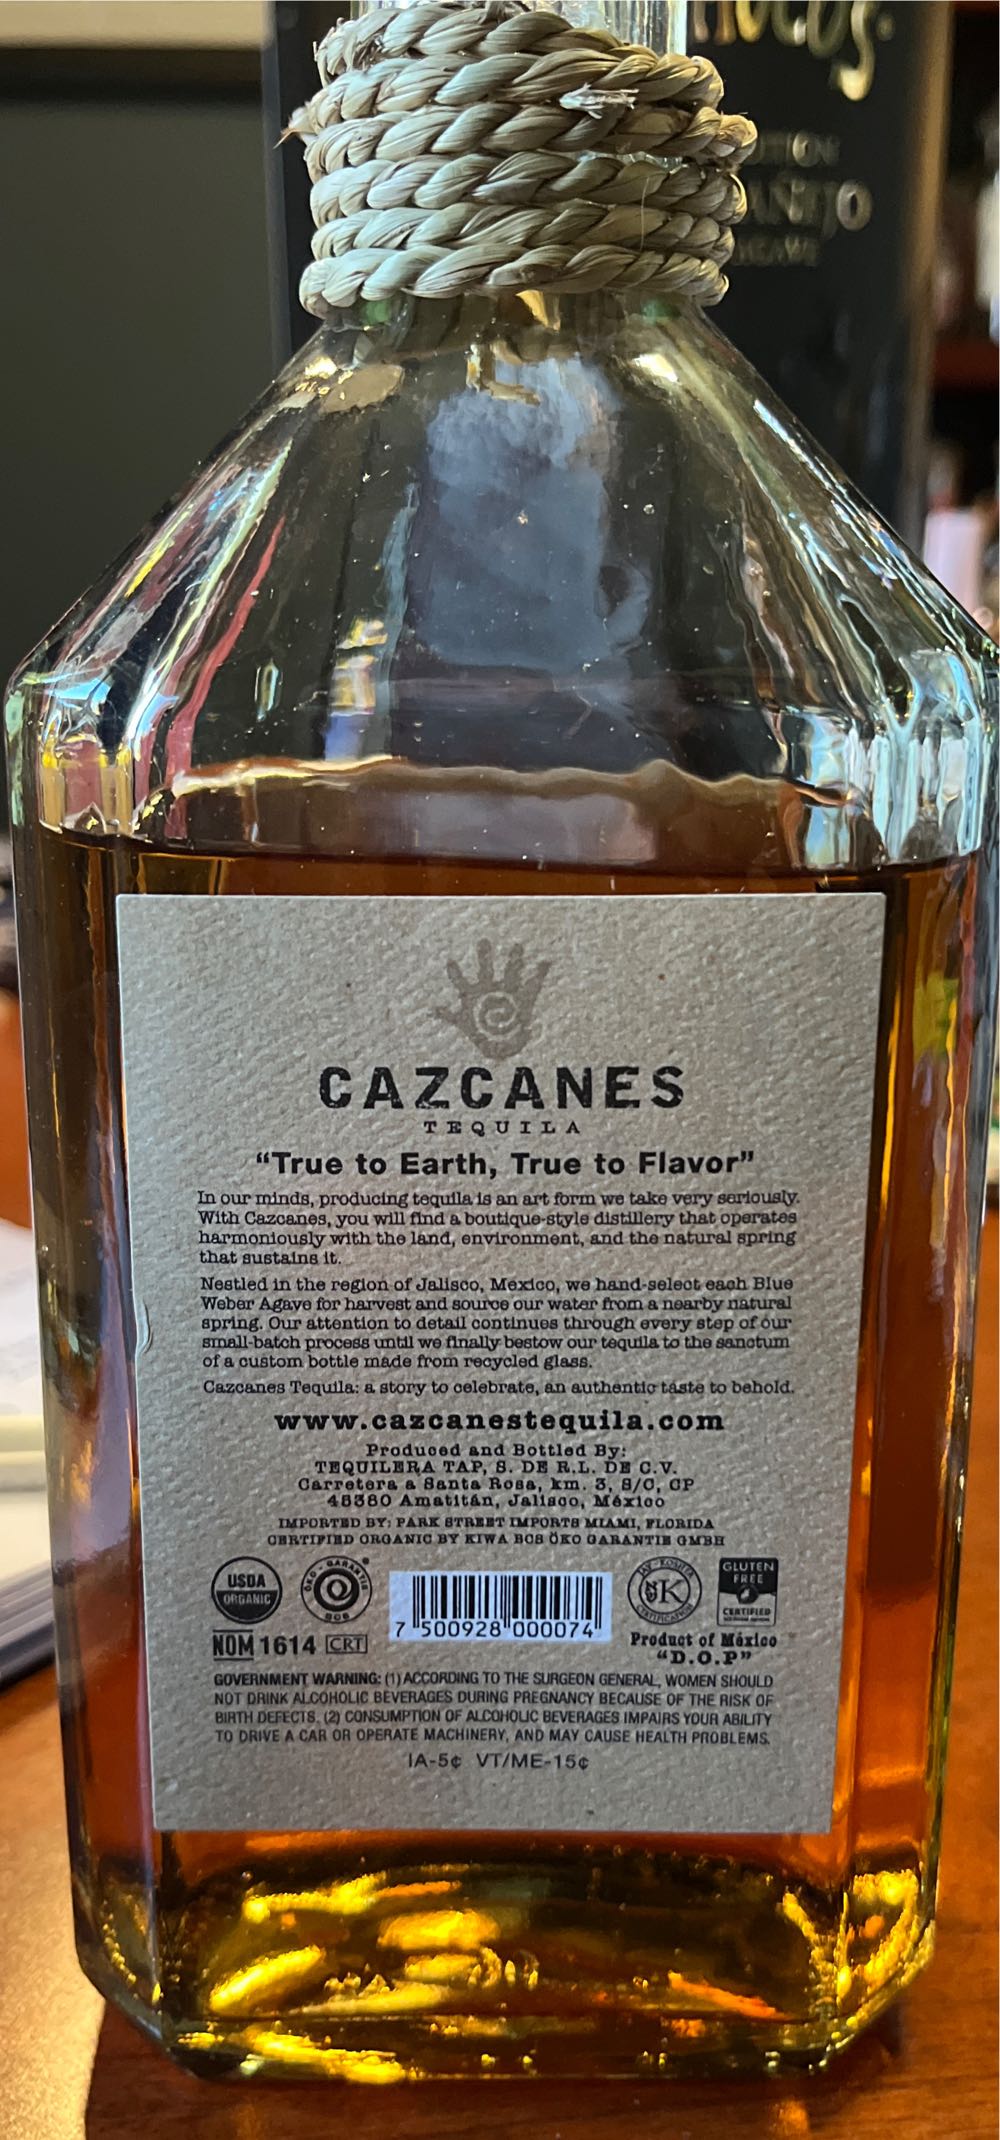 AÑEJO
CAZCANES
TEQUILA
“True to Earth, True to Flavor”
In our minds, producing tequila is an art form we take very seriously.
With Cazcanes, you will find a boutique-style distillery that operates
harmoniously with the land, environment, and the natural spring
that sustains it.
Nestled in the region of Jalisco, Mexico, we hand-select each Blue
Weber Agave for harvest and source our water from a nearby natural
spring. Our attention to detail continues through every step of our
small-batch process until we finally bestow our tequila to the sanctum
of a custom bottle made from recycled glass.
Cazcanes Tequila: a story to celebrate, an authentic taste to behold.
www.cazcanestequila.com
Produced and Bottled By:
TEQUILERA TAP, S. DE R.L. DE C.V.
Carretera a Santa Rosa, km. 3, S/C, CP
45380 Amatitán, Jalisco, México
IMPORTED BY: PARK STREET IMPORTS MIAMI, FLORIDA
CERTIFIED ORGANIC BY KIWA BCS ÖKO GARANTIE GMBH
USDA
ORGANIC
ÖKO GARANTIE
BCS
7 500928 000074
JAY KOSHER
K
CERTIFICATION
GLUTEN
FREE
CERTIFIED
NOM 1614 CRT
Product of México
“D.O.P”
GOVERNMENT WARNING: (1) ACCORDING TO THE SURGEON GENERAL, WOMEN SHOULD
NOT DRINK ALCOHOLIC BEVERAGES DURING PREGNANCY BECAUSE OF THE RISK OF
BIRTH DEFECTS. (2) CONSUMPTION OF ALCOHOLIC BEVERAGES IMPAIRS YOUR ABILITY
TO DRIVE A CAR OR OPERATE MACHINERY, AND MAY CAUSE HEALTH PROBLEMS.
IA-5¢ VT/ME-15¢